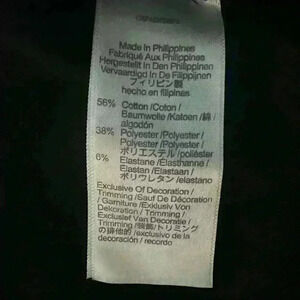 Made In Philippines
Fabriqué Aux Philippines
Hergestellt In Den Philippinen
Vervaardigd In De Filippijnen
フィリピン製
hecho en filipinas
56% Cotton /Coton /
Baumwolle /Katoen /綿 /
algodón
38% Polyester /Polyester /
Polyester /Polyester /
ポリエステル /poliéster
6% Elastane /Elasthanne /
Elastan /Elastaan /
ポリウレタン /elastano
Exclusive Of Decoration /
Trimming /Sauf De Décoration
/ Garniture /Exklusiv Von
Dekoration / Trimming /
Exclusief Van Decoratie /
Trimming /装飾/トリミング
の排他的 /exclusivo de la
decoración / recordo